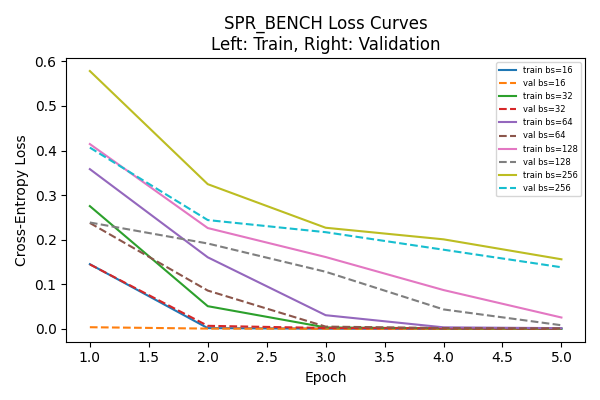 SPR_BENCH Loss Curves
Left: Train, Right: Validation
Cross-Entropy Loss
0.6
0.5
0.4
0.3
0.2
0.1
0.0
train bs=16
val bs=16
train bs=32
val bs=32
train bs=64
val bs=64
train bs=128
val bs=128
train bs=256
val bs=256
1.0 1.5 2.0 2.5 3.0 3.5 4.0 4.5 5.0
Epoch